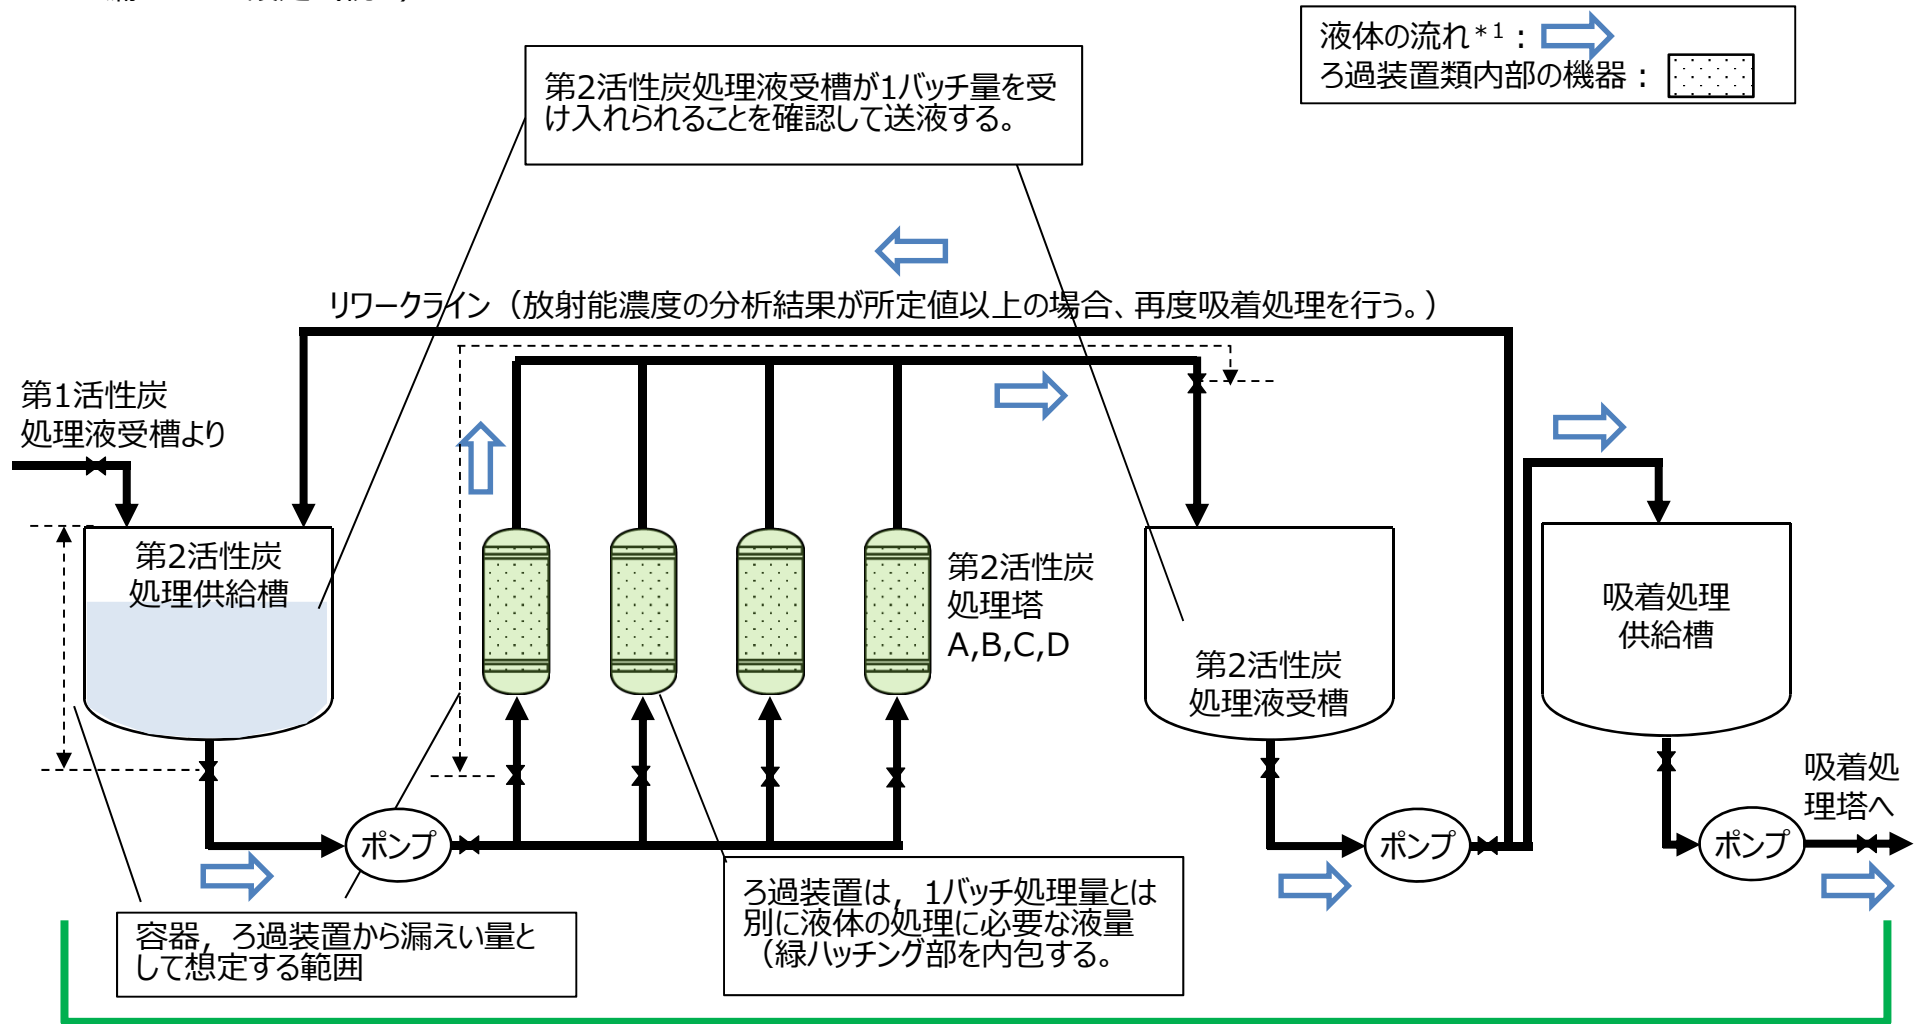 液体の流れ*1：
ろ過装置類内部の機器：
第2活性炭処理液受槽が1バッチ量を受
け入れられることを確認して送液する。
リワークライン（放射能濃度の分析結果が所定値以上の場合、再度吸着処理を行う。）
第1活性炭
処理液受槽より
第2活性炭
処理供給槽
第2活性炭
処理塔
A,B,C,D
第2活性炭
処理液受槽
吸着処理
供給槽
吸着処
理塔へ
ポンプ
ポンプ
ポンプ
容器，ろ過装置から漏えい量と
して想定する範囲
ろ過装置は，1バッチ処理量とは
別に液体の処理に必要な液量
（緑ハッチング部を内包する。